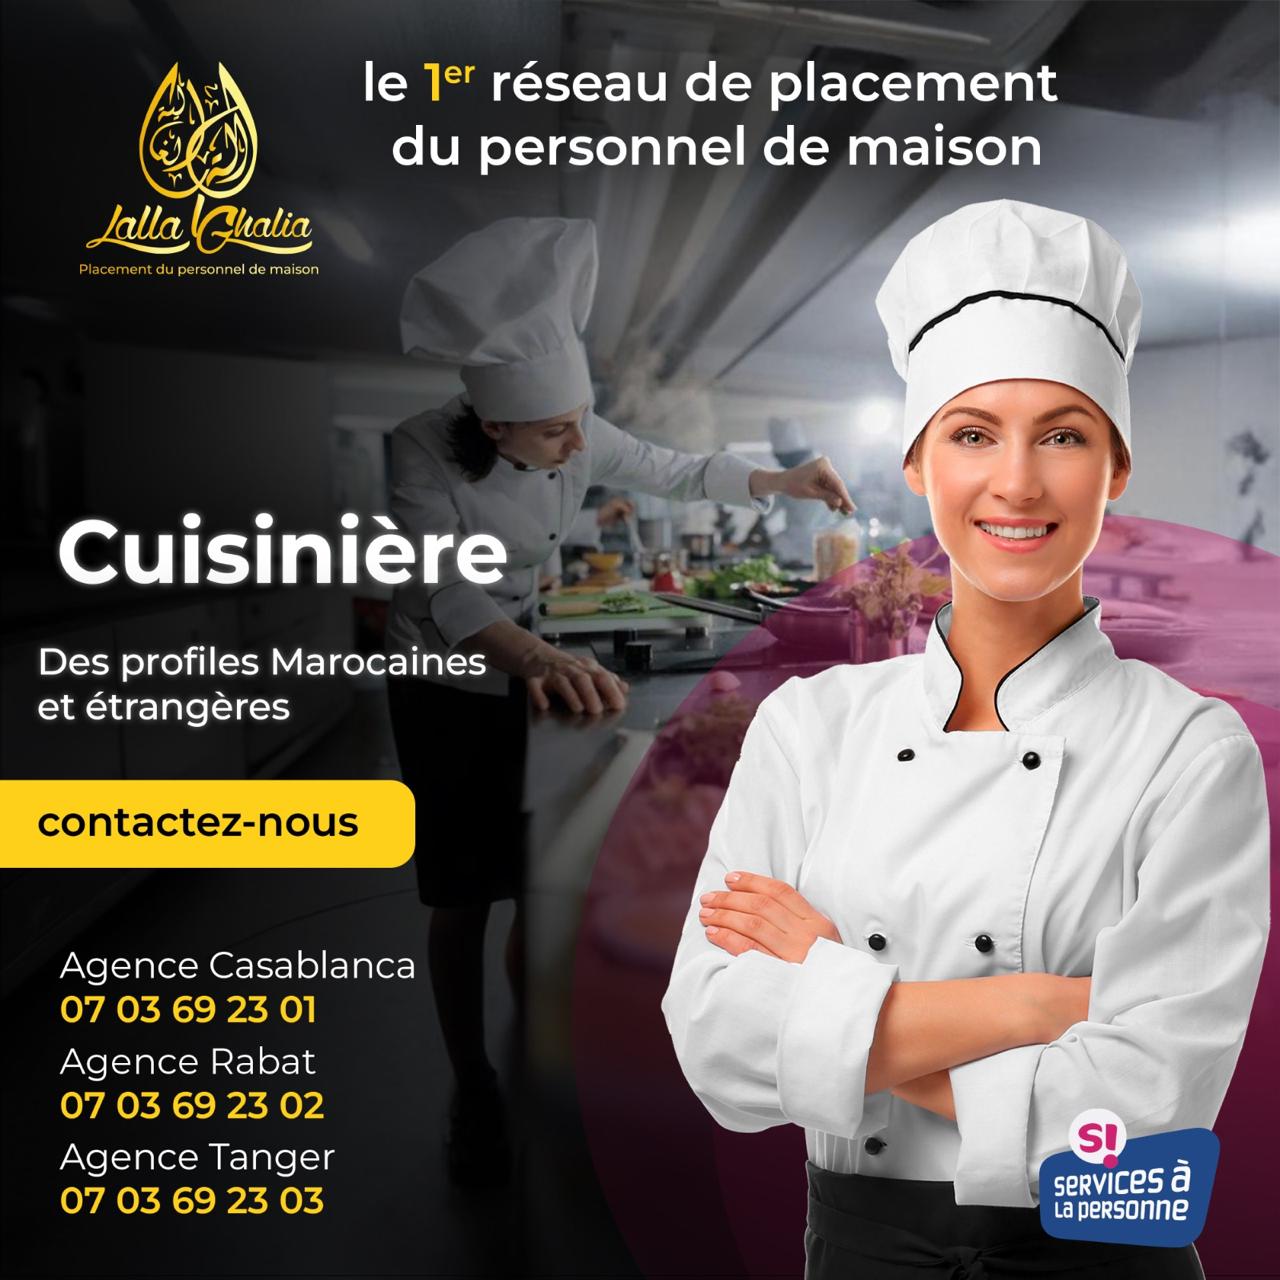 le 1er réseau de placement
du personnel de maison
Lalla Ghalia
Placement du personnel de maison
Cuisinière
Des profiles Marocaines
et étrangères
contactez-nous
Agence Casablanca
07 03 69 23 01
Agence Rabat
07 03 69 23 02
Agence Tanger
07 03 69 23 03
S!
services à
la personne